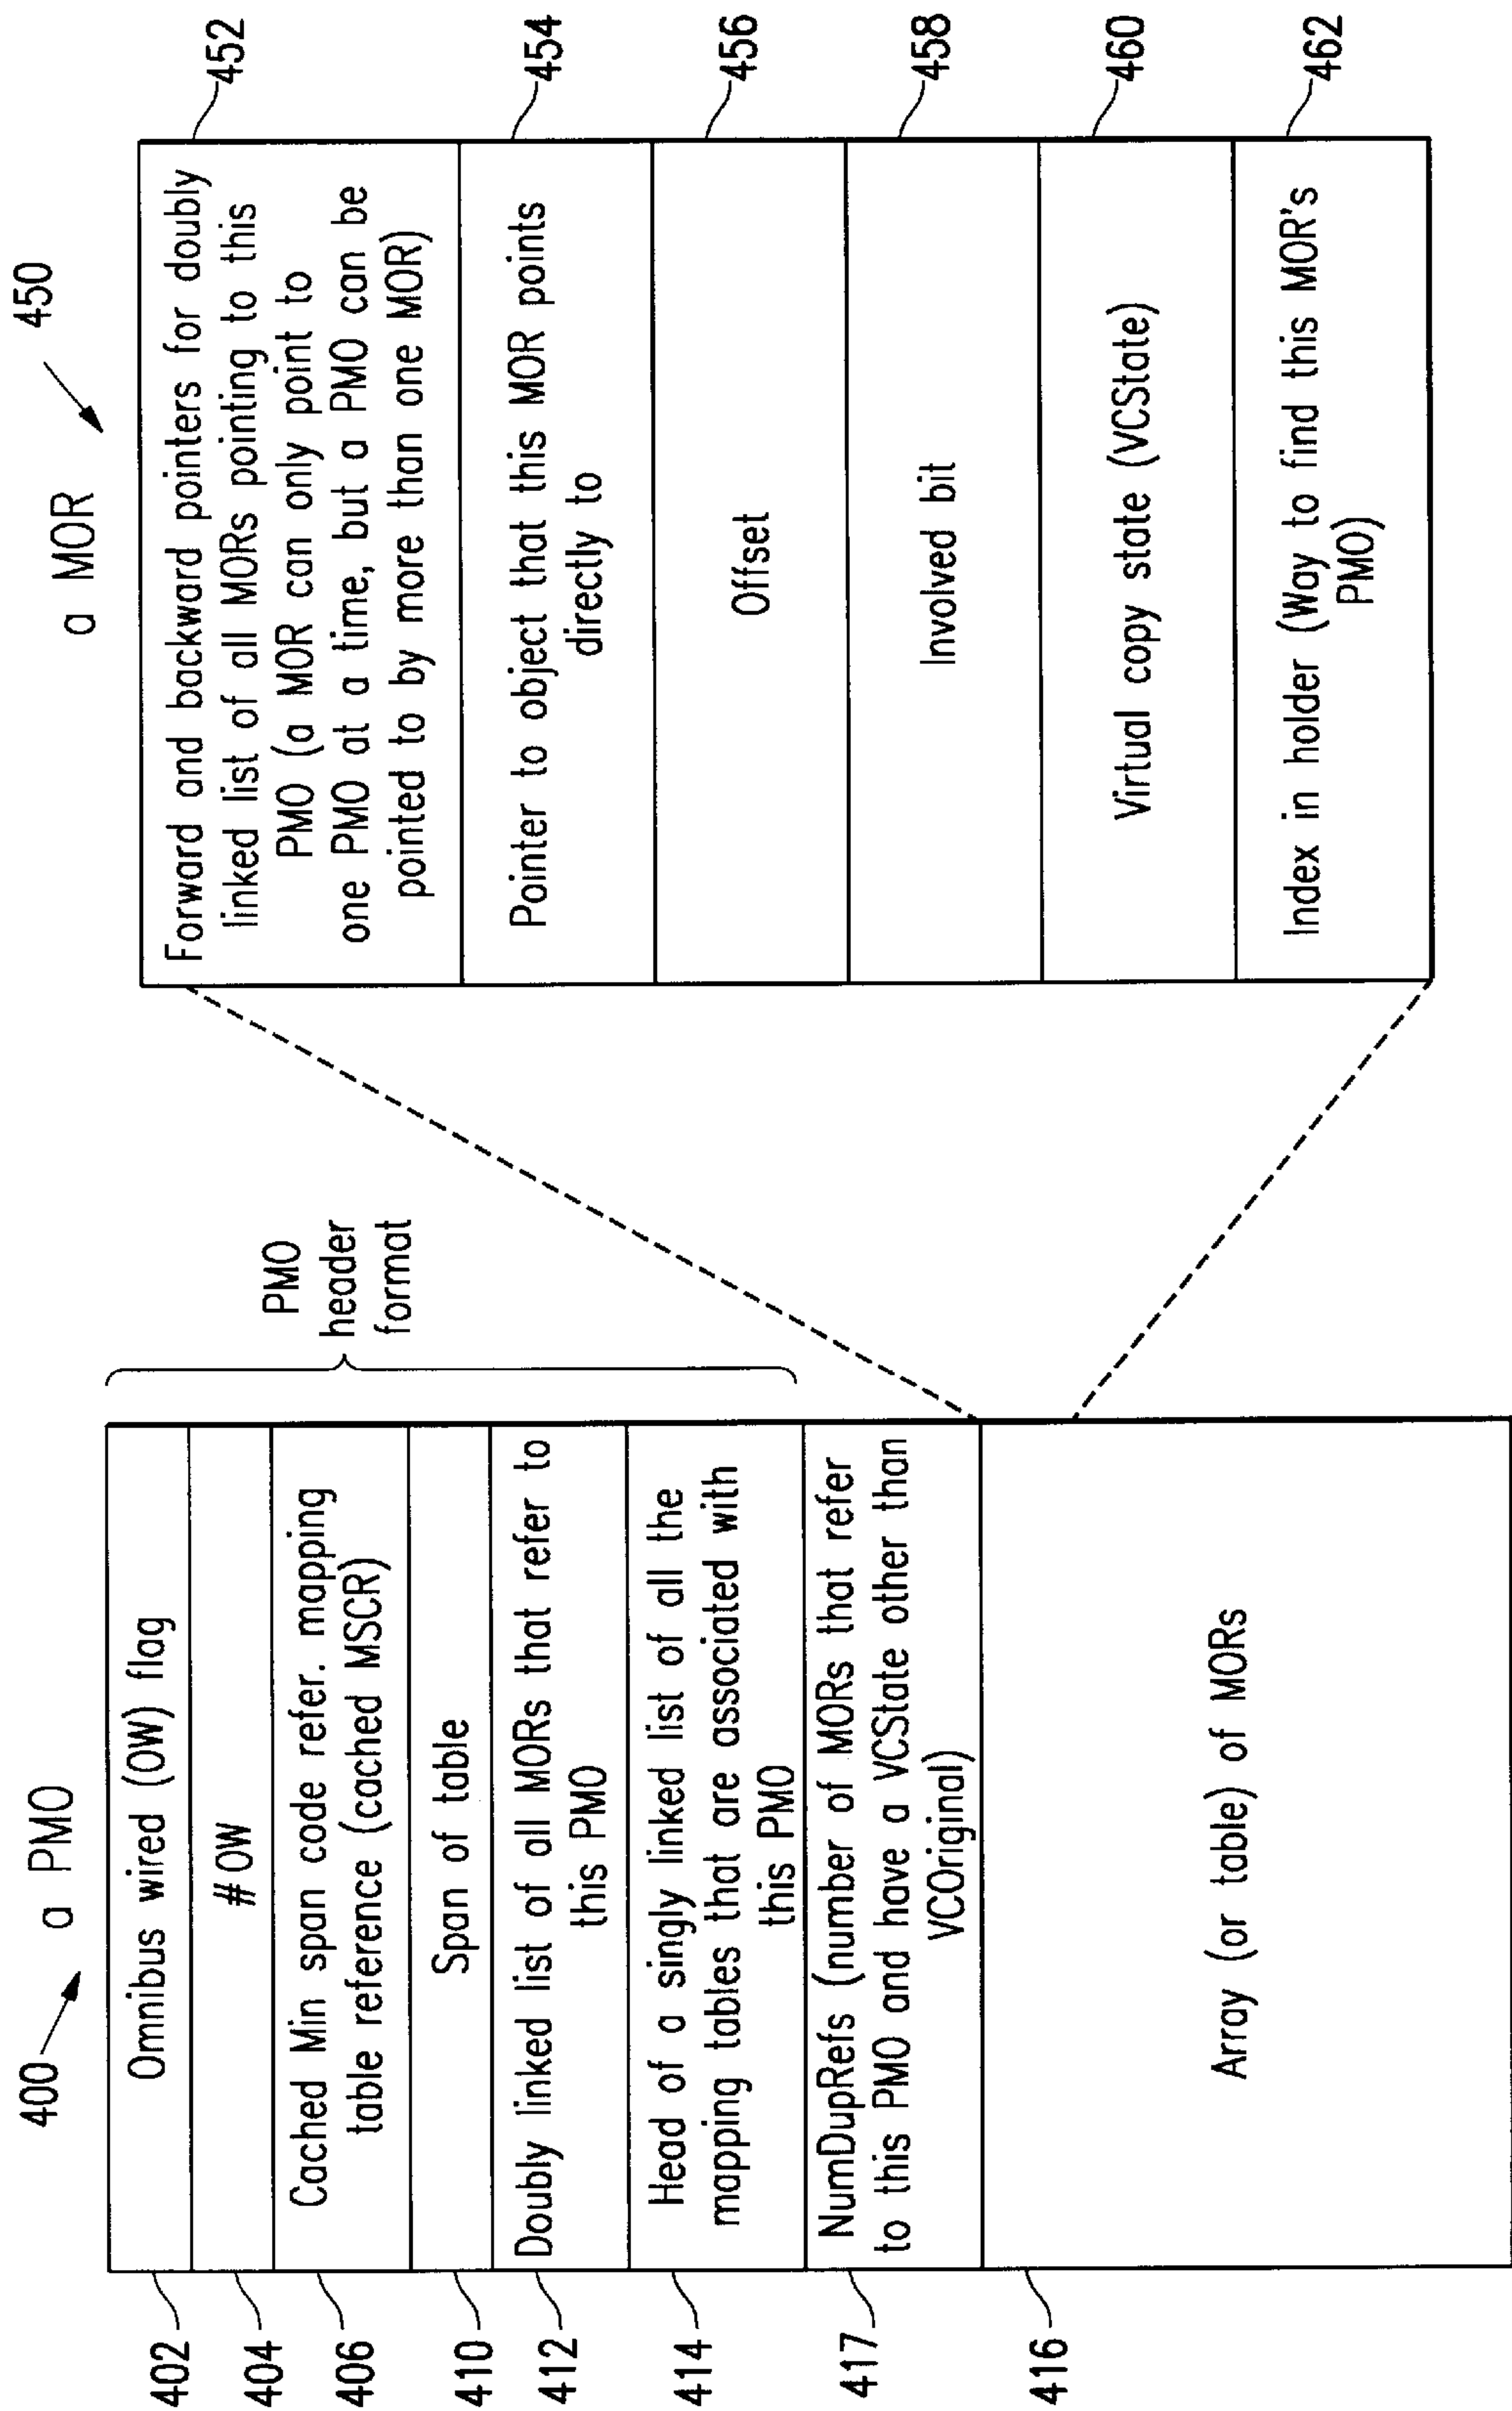 400
a PMO
402
Omnibus wired (OW) flag
404
# OW
406
Cached Min span code refer. mapping
table reference (cached MSCR)
410
Span of table
412
Doubly linked list of all MORs that refer to
this PMO
414
Head of a singly linked list of all the
mapping tables that are associated with
this PMO
417
NumDupRefs (number of MORs that refer
to this PMO and have a VCState other than
VCOriginal)
416
Array (or table) of MORs
PMO
header
format
a MOR
450
Forward and backward pointers for doubly
linked list of all MORs pointing to this
PMO (a MOR can only point to
one PMO at a time, but a PMO can be
pointed to by more than one MOR)
452
Pointer to object that this MOR points
directly to
454
Offset
456
Involved bit
458
Virtual copy state (VCState)
460
Index in holder (Way to find this MOR's
PMO)
462